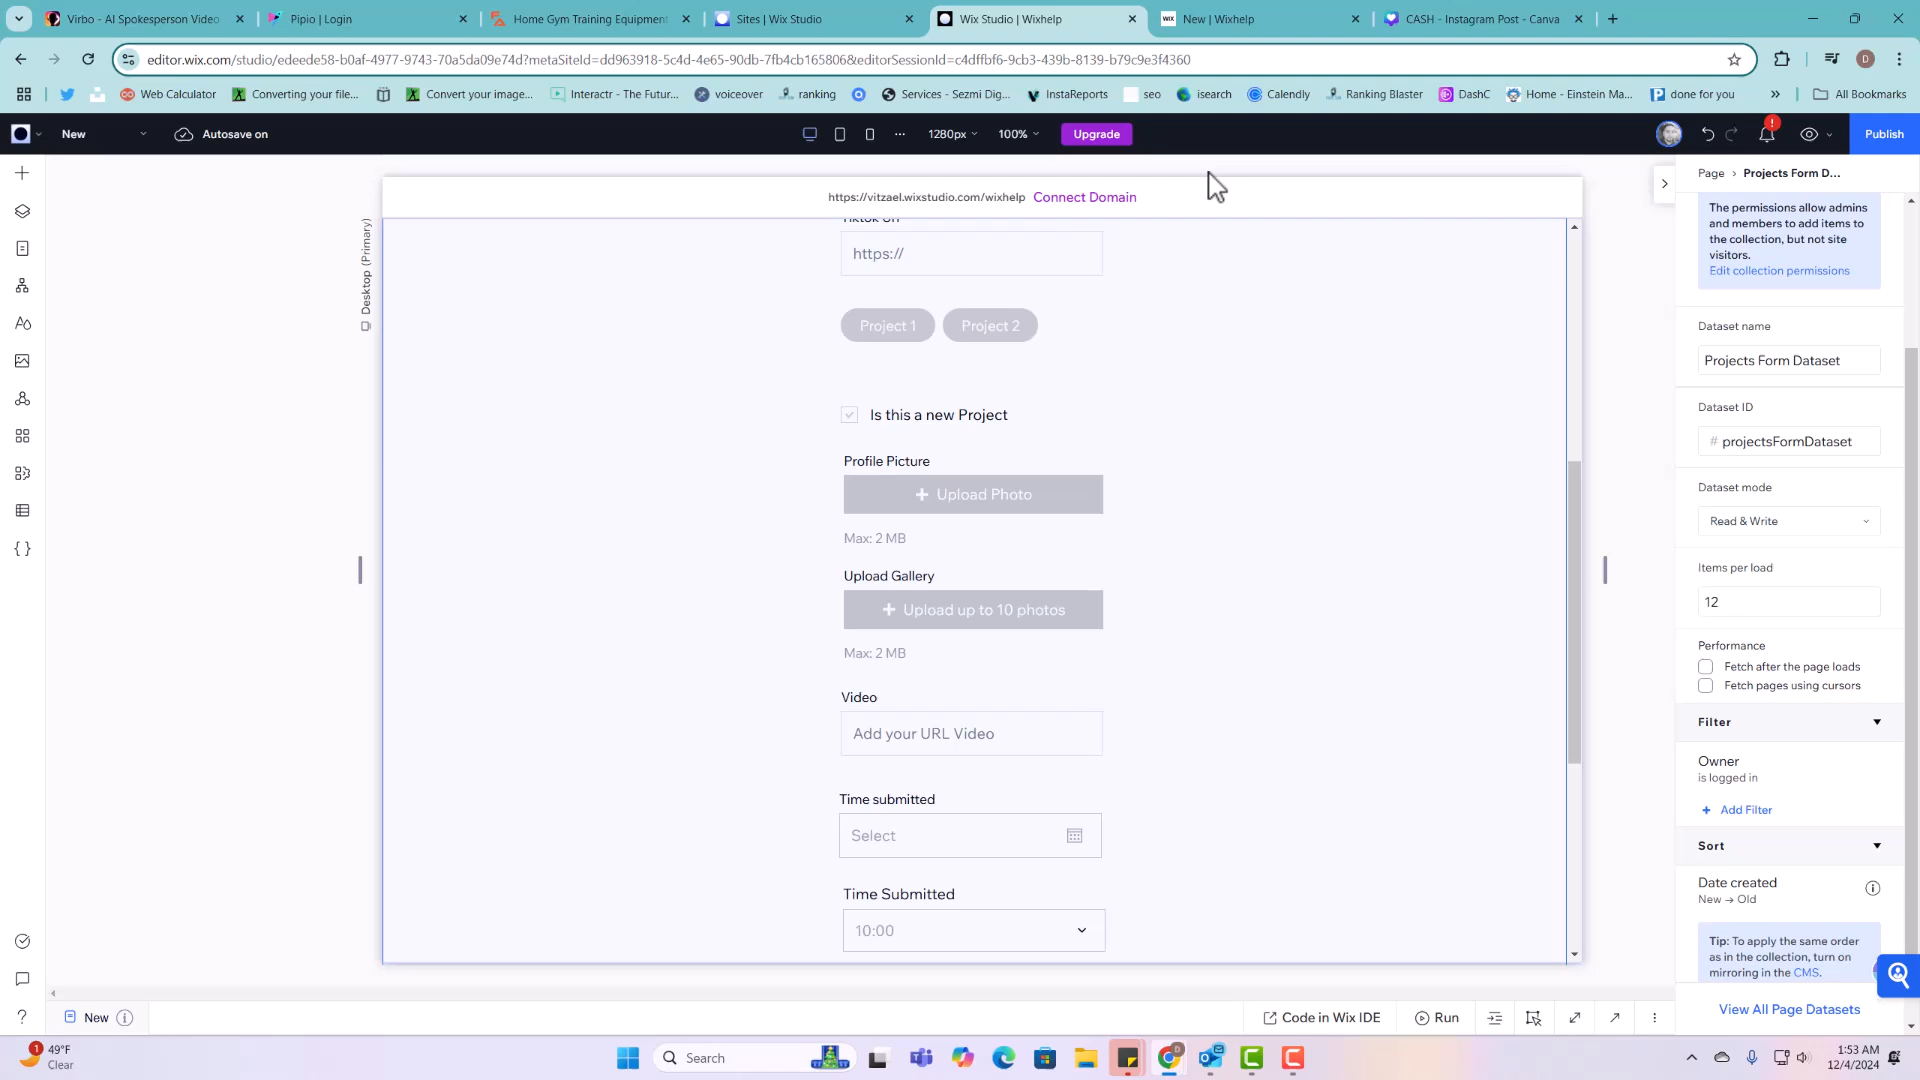 Virbo - AI Spokesperson Video
Pipio | Login
Home Gym Training Equipment
Sites | Wix Studio
Wix Studio | Wixhelp
WIX
New | Wixhelp
CASH - Instagram Post - Canva
editor.wix.com/studio/edeede58-b0af-4977-9743-70a5da09e74d?metaSiteId=dd963918-5c4d-4e65-90db-7fb4cb165806&editorSessionId=c4dffbf6-9cb3-439b-8139-b79c9e3f4360
D
Web Calculator
Converting your file...
Convert your image...
Interactr - The Futur...
voiceover
ranking
Services - Sezmi Dig...
InstaReports
seo
isearch
Calendly
Ranking Blaster
DashC
Home - Einstein Ma...
done for you
»
All Bookmarks
New
Autosave on
1280px
100%
Upgrade
!
Publish
https://vitzael.wixstudio.com/wixhelp
Connect Domain
Desktop (Primary)
Tiktok Url
https://
Project 1
Project 2
Is this a new Project
Profile Picture
+ Upload Photo
Max: 2 MB
Upload Gallery
+ Upload up to 10 photos
Max: 2 MB
Video
Add your URL Video
Time submitted
Select
Time Submitted
10:00
Page > Projects Form D...
The permissions allow admins
and members to add items to
the collection, but not site
visitors.
Edit collection permissions
Dataset name
Projects Form Dataset
Dataset ID
# projectsFormDataset
Dataset mode
Read & Write
Items per load
12
Performance
Fetch after the page loads
Fetch pages using cursors
Filter
Owner
is logged in
+ Add Filter
Sort
Date created
New → Old
Tip: To apply the same order
as in the collection, turn on
mirroring in the CMS.
View All Page Datasets
New
Code in Wix IDE
Run
1
49°F
Clear
Search
D
1:53 AM
12/4/2024